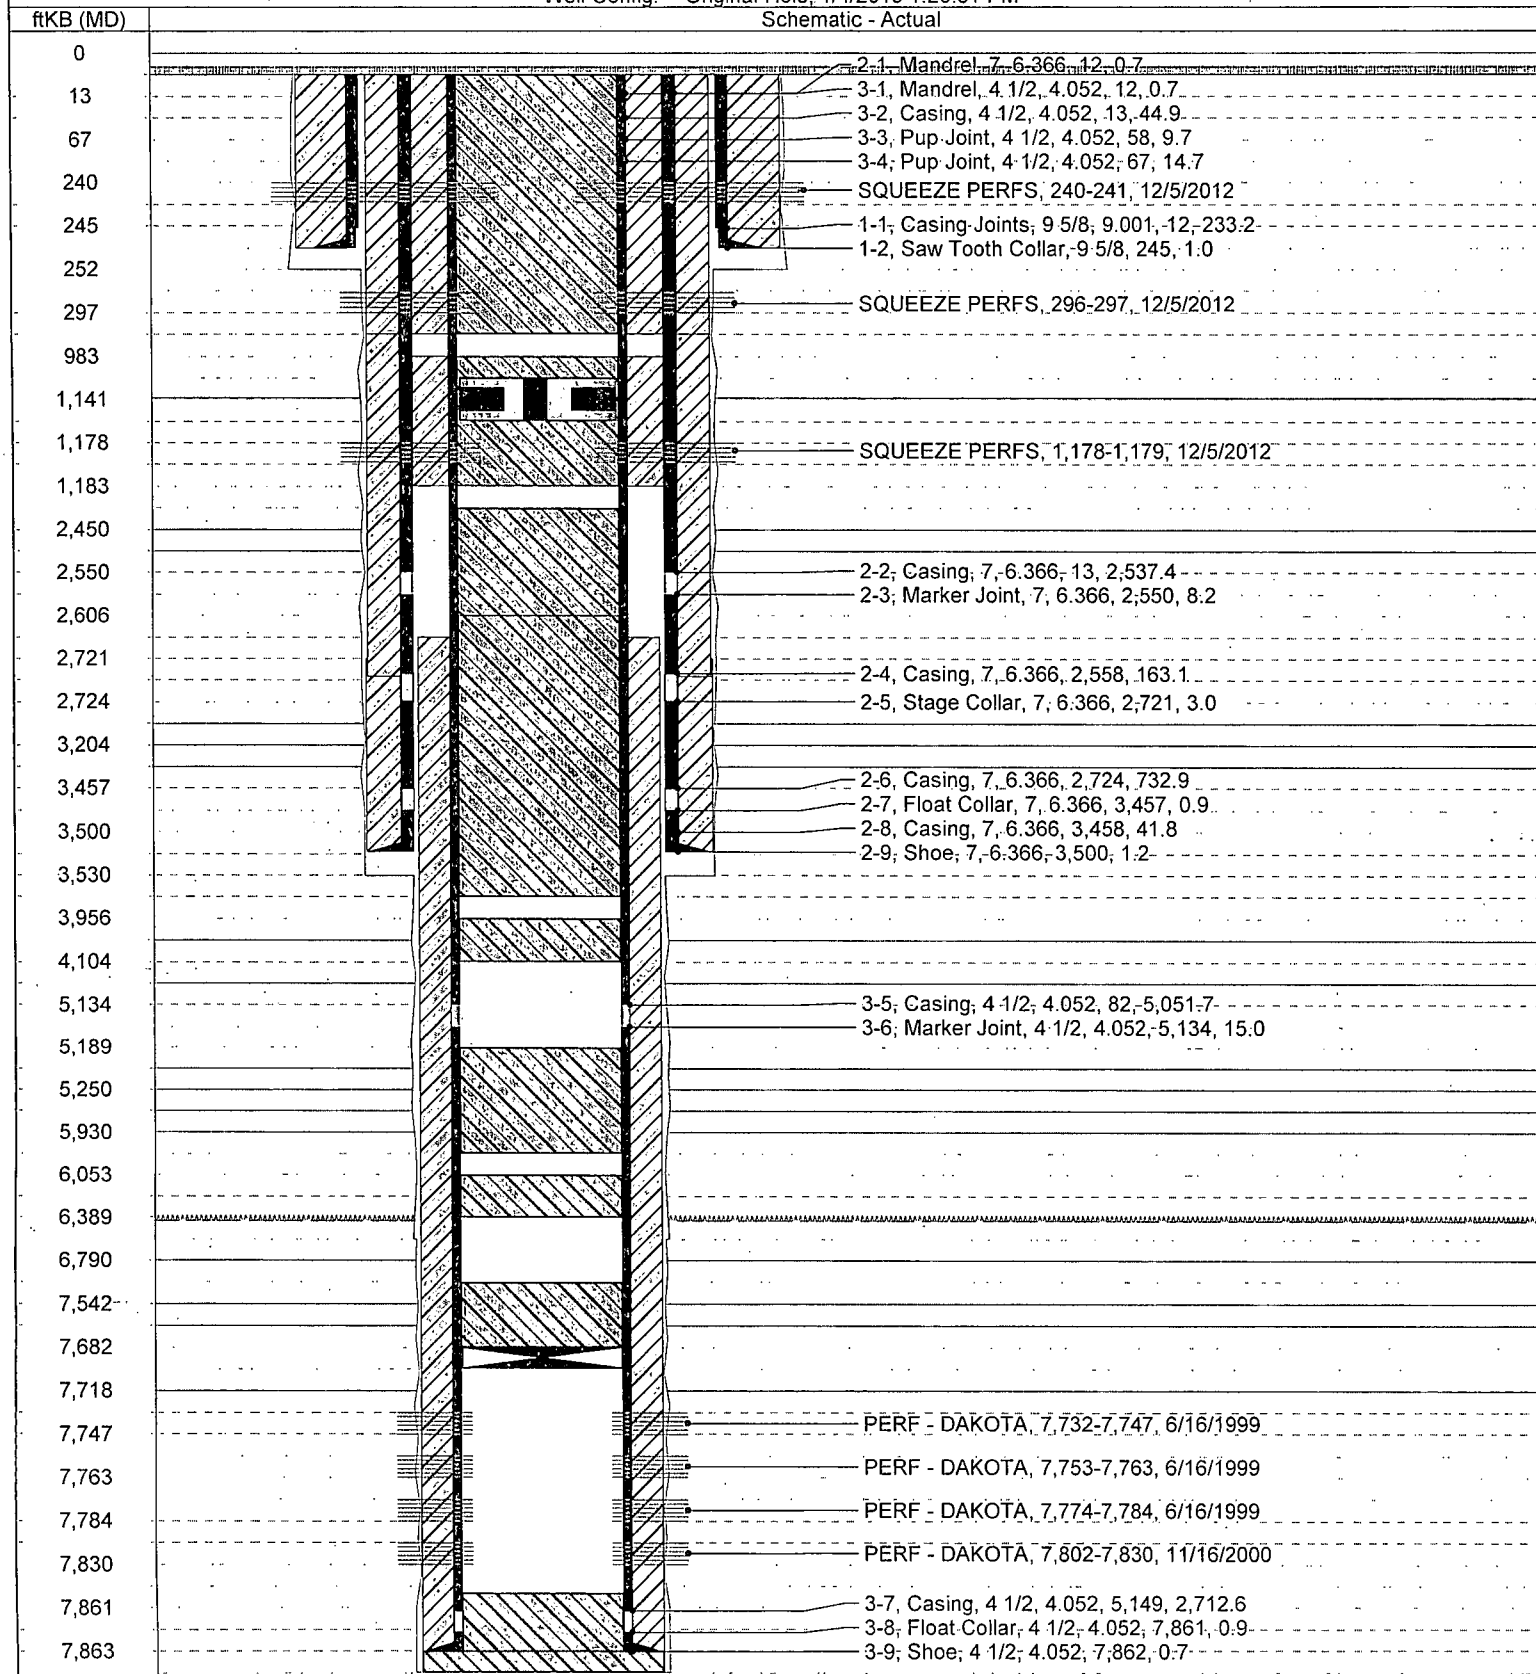 ftKB (MD)
Schematic - Actual
0
2-1, Mandrel, 7, 6.366, 12, 0.7
13
3-1, Mandrel, 4 1/2, 4.052, 12, 0.7
3-2, Casing, 4 1/2, 4.052, 13, 44.9
67
3-3, Pup Joint, 4 1/2, 4.052, 58, 9.7
3-4, Pup Joint, 4 1/2, 4.052, 67, 14.7
240
SQUEEZE PERFS, 240-241, 12/5/2012
245
1-1, Casing Joints, 9 5/8, 9.001, 12, 233.2
1-2, Saw Tooth Collar, 9 5/8, 245, 1.0
252
297
SQUEEZE PERFS, 296-297, 12/5/2012
983
1,141
1,178
SQUEEZE PERFS, 1,178-1,179, 12/5/2012
1,183
2,450
2,550
2-2, Casing, 7, 6.366, 13, 2,537.4
2-3, Marker Joint, 7, 6.366, 2,550, 8.2
2,606
2,721
2-4, Casing, 7, 6.366, 2,558, 163.1
2,724
2-5, Stage Collar, 7, 6.366, 2,721, 3.0
3,204
3,457
2-6, Casing, 7, 6.366, 2,724, 732.9
2-7, Float Collar, 7, 6.366, 3,457, 0.9
3,500
2-8, Casing, 7, 6.366, 3,458, 41.8
2-9, Shoe, 7, 6.366, 3,500, 1.2
3,530
3,956
4,104
5,134
3-5, Casing, 4 1/2, 4.052, 82, 5,051.7
3-6, Marker Joint, 4 1/2, 4.052, 5,134, 15.0
5,189
5,250
5,930
6,053
6,389
6,790
7,542
7,682
7,718
7,747
PERF - DAKOTA, 7,732-7,747, 6/16/1999
7,763
PERF - DAKOTA, 7,753-7,763, 6/16/1999
7,784
PERF - DAKOTA, 7,774-7,784, 6/16/1999
7,830
PERF - DAKOTA, 7,802-7,830, 11/16/2000
7,861
3-7, Casing, 4 1/2, 4.052, 5,149, 2,712.6
3-8, Float Collar, 4 1/2, 4.052, 7,861, 0.9
7,863
3-9, Shoe, 4 1/2, 4.052, 7,862, 0.7